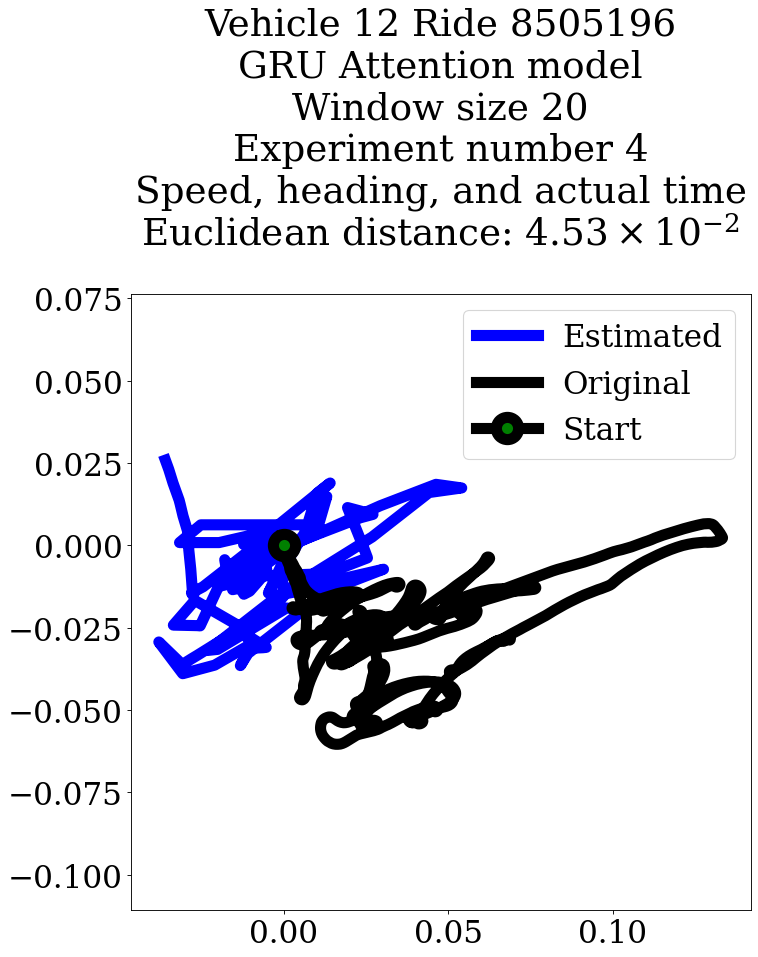 Vehicle 12 Ride 8505196
GRU Attention model
Window size 20
Experiment number 4
Speed, heading, and actual time
Euclidean distance: 4.53 × 10⁻²
0.075
0.050
0.025
0.000
−0.025
−0.050
−0.075
−0.100
Estimated
Original
Start
0.00 0.05 0.10